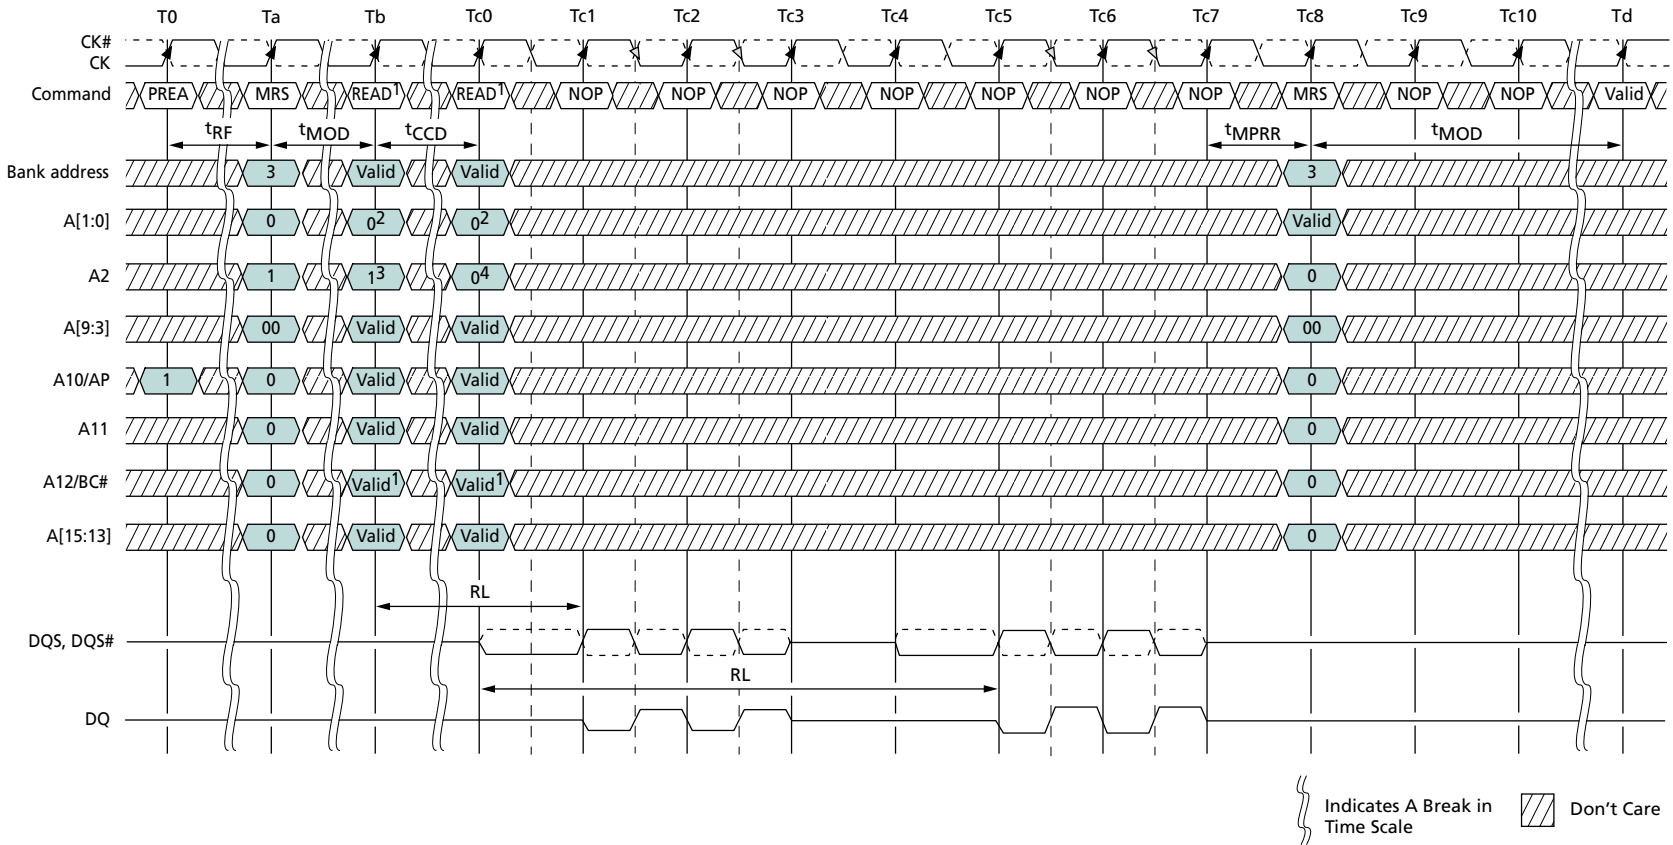 T0 Ta Tb Tc0 Tc1 Tc2 Tc3 Tc4 Tc5 Tc6 Tc7 Tc8 Tc9 Tc10 Td
CK#
CK
Command PREA MRS READ1 READ1 NOP NOP NOP NOP NOP NOP NOP MRS NOP NOP Valid
tRF tMOD tCCD tMPRR tMOD
Bank address 3 Valid Valid 3
A[1:0] 0 02 02 Valid
A2 1 13 04 0
A[9:3] 00 Valid Valid 00
A10/AP 1 0 Valid Valid 0
A11 0 Valid Valid 0
A12/BC# 0 Valid1 Valid1 0
A[15:13] 0 Valid Valid 0
RL
DQS, DQS#
RL
DQ
Indicates A Break in
Time Scale
Don't Care